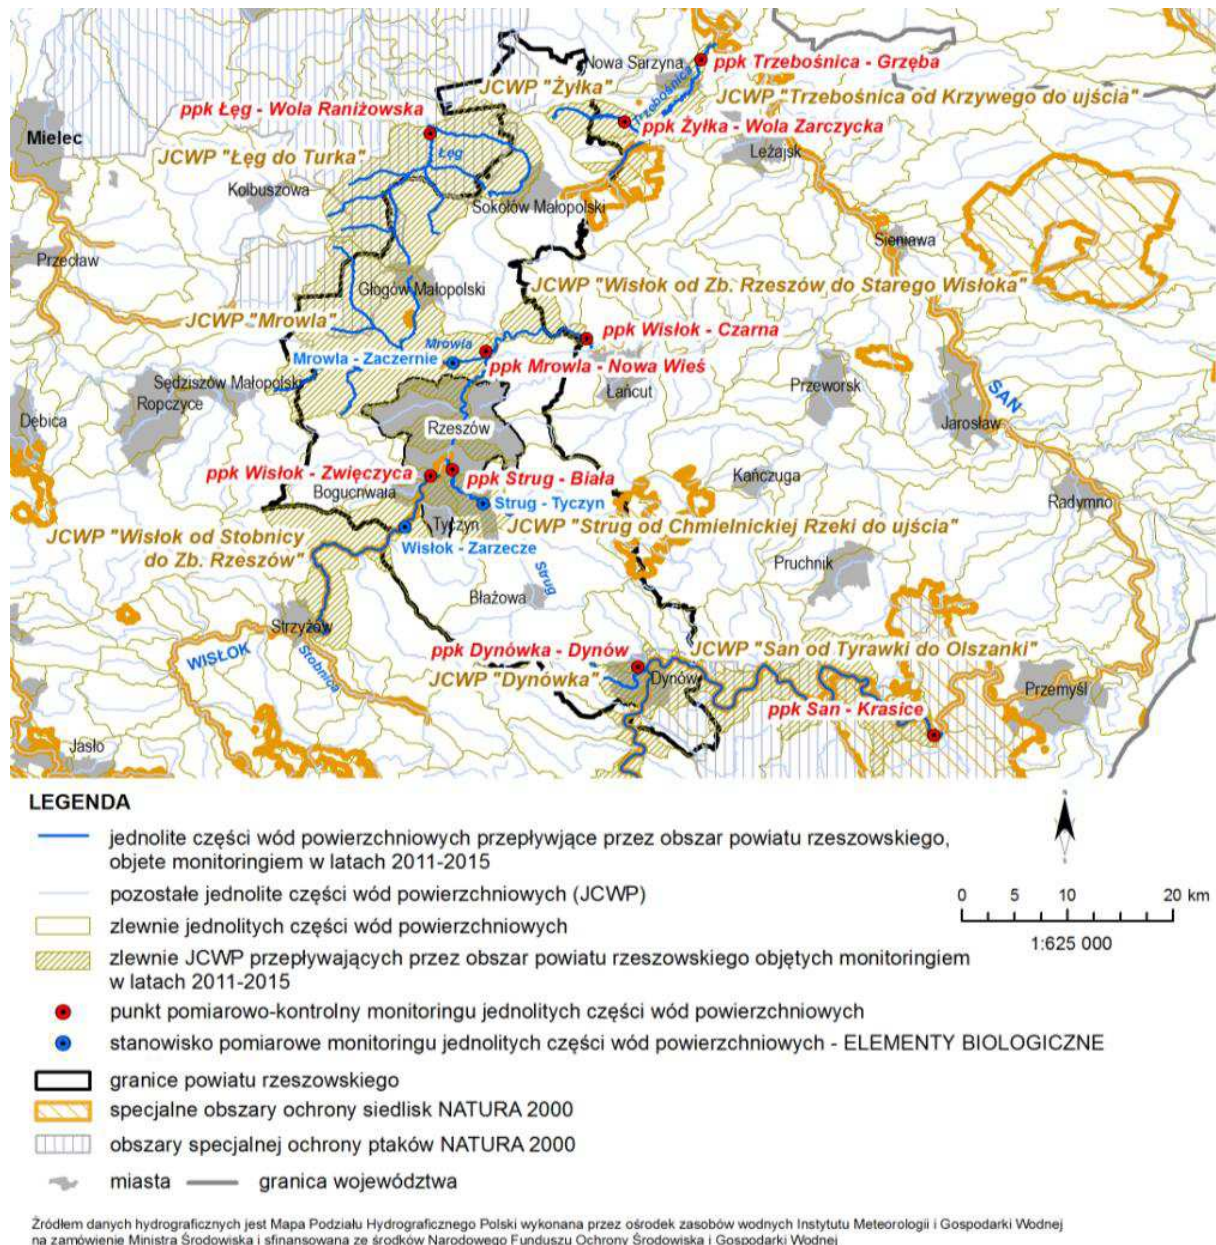 Nowa Sarzyna
ppk Trzebośnica - Grzęba
JCWP "Żyłka"
Trzebośnica
JCWP "Trzebośnica od Krzywego do ujścia"
ppk Łęg - Wola Raniżowska
ppk Żyłka - Wola Zarczycka
Mielec
JCWP "Łęg do Turka"
Łęg
Leżajsk
Kolbuszowa
Sokołów Małopolski
Sieniawa
Przecław
Głogów Małopolski
JCWP "Wisłok od Zb. Rzeszów do Starego Wisłoka"
JCWP "Mrowla"
ppk Wisłok - Czarna
Mrowla
Mrowla - Zaczernie
ppk Mrowla - Nowa Wieś
Sędziszów Małopolski
Ropczyce
Łańcut
Przeworsk
SAN
Dębica
Rzeszów
Jarosław
ppk Wisłok - Zwięczyca
ppk Strug - Biała
Kańczuga
Boguchwała
Strug - Tyczyn
Radymno
JCWP "Wisłok od Stobnicy
do Zb. Rzeszów"
Tyczyn
JCWP "Strug od Chmielnickiej Rzeki do ujścia"
Wisłok - Zarzecze
Strug
Pruchnik
Błażowa
Strzyżów
WISŁOK
Stobnica
ppk Dynówka - Dynów
JCWP "San od Tyrawki do Olszanki"
JCWP "Dynówka"
Dynów
Przemyśl
ppk San - Krasice
Jasło
LEGENDA
jednolite części wód powierzchniowych przepływjące przez obszar powiatu rzeszowskiego,
objete monitoringiem w latach 2011-2015
pozostałe jednolite części wód powierzchniowych (JCWP)
zlewnie jednolitych części wód powierzchniowych
zlewnie JCWP przepływających przez obszar powiatu rzeszowskiego objętych monitoringiem
w latach 2011-2015
punkt pomiarowo-kontrolny monitoringu jednolitych części wód powierzchniowych
stanowisko pomiarowe monitoringu jednolitych części wód powierzchniowych - ELEMENTY BIOLOGICZNE
granice powiatu rzeszowskiego
specjalne obszary ochrony siedlisk NATURA 2000
obszary specjalnej ochrony ptaków NATURA 2000
miasta
granica województwa
N
S
0 5 10 20 km
1:625 000
Źródłem danych hydrograficznych jest Mapa Podziału Hydrograficznego Polski wykonana przez ośrodek zasobów wodnych Instytutu Meteorologii i Gospodarki Wodnej
na zamówienie Ministra Środowiska i sfinansowana ze środków Narodowego Funduszu Ochrony Środowiska i Gospodarki Wodnej